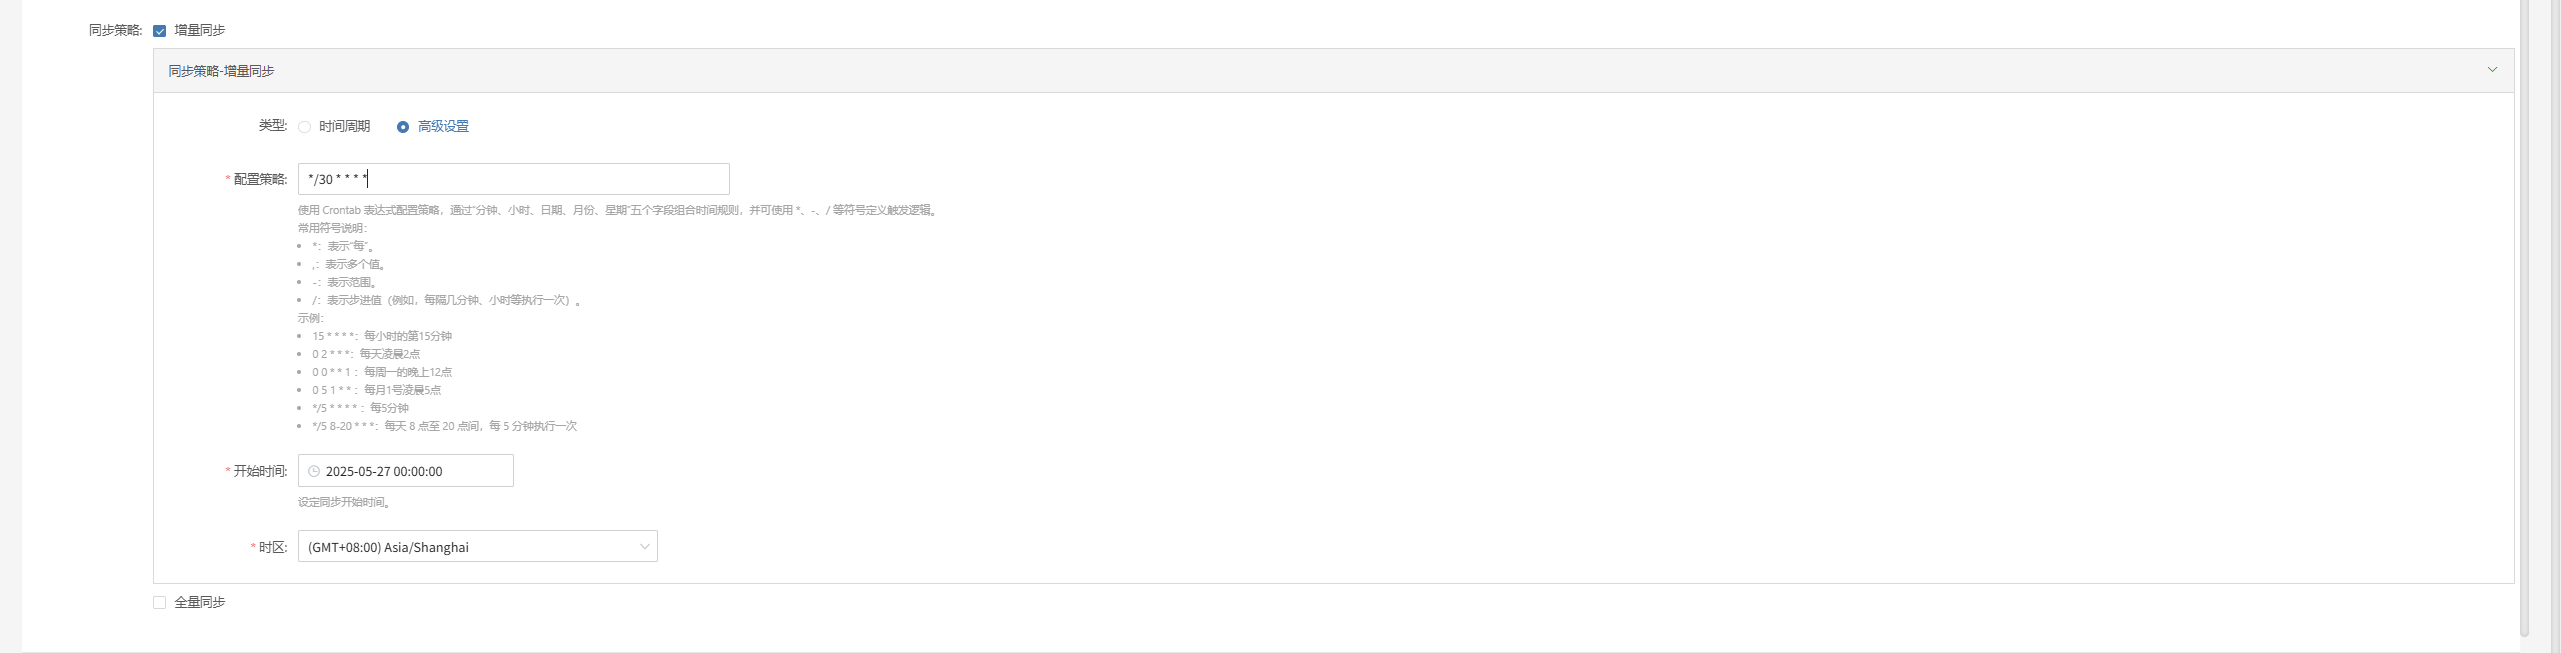 同步策略: 增量同步
同步策略-增量同步
类型: 时间周期 高级设置
* 配置策略: */30 * * * *
使用 Crontab 表达式配置策略，通过“分钟、小时、日期、月份、星期”五个字段组合时间规则，并可使用 *、-、/ 等符号定义触发逻辑。
常用符号说明：
• *：表示“每”。
• ,：表示多个值。
• -：表示范围。
• /：表示步进值（例如，每隔几分钟、小时等执行一次）。
示例：
• 15 * * * *：每小时的第15分钟
• 0 2 * * *：每天凌晨2点
• 0 0 * * 1 ：每周一的晚上12点
• 0 5 1 * * ：每月1号凌晨5点
• */5 * * * * ：每5分钟
• */5 8-20 * * *：每天 8 点至 20 点间，每 5 分钟执行一次
* 开始时间: 2025-05-27 00:00:00
设定同步开始时间。
* 时区: (GMT+08:00) Asia/Shanghai
全量同步